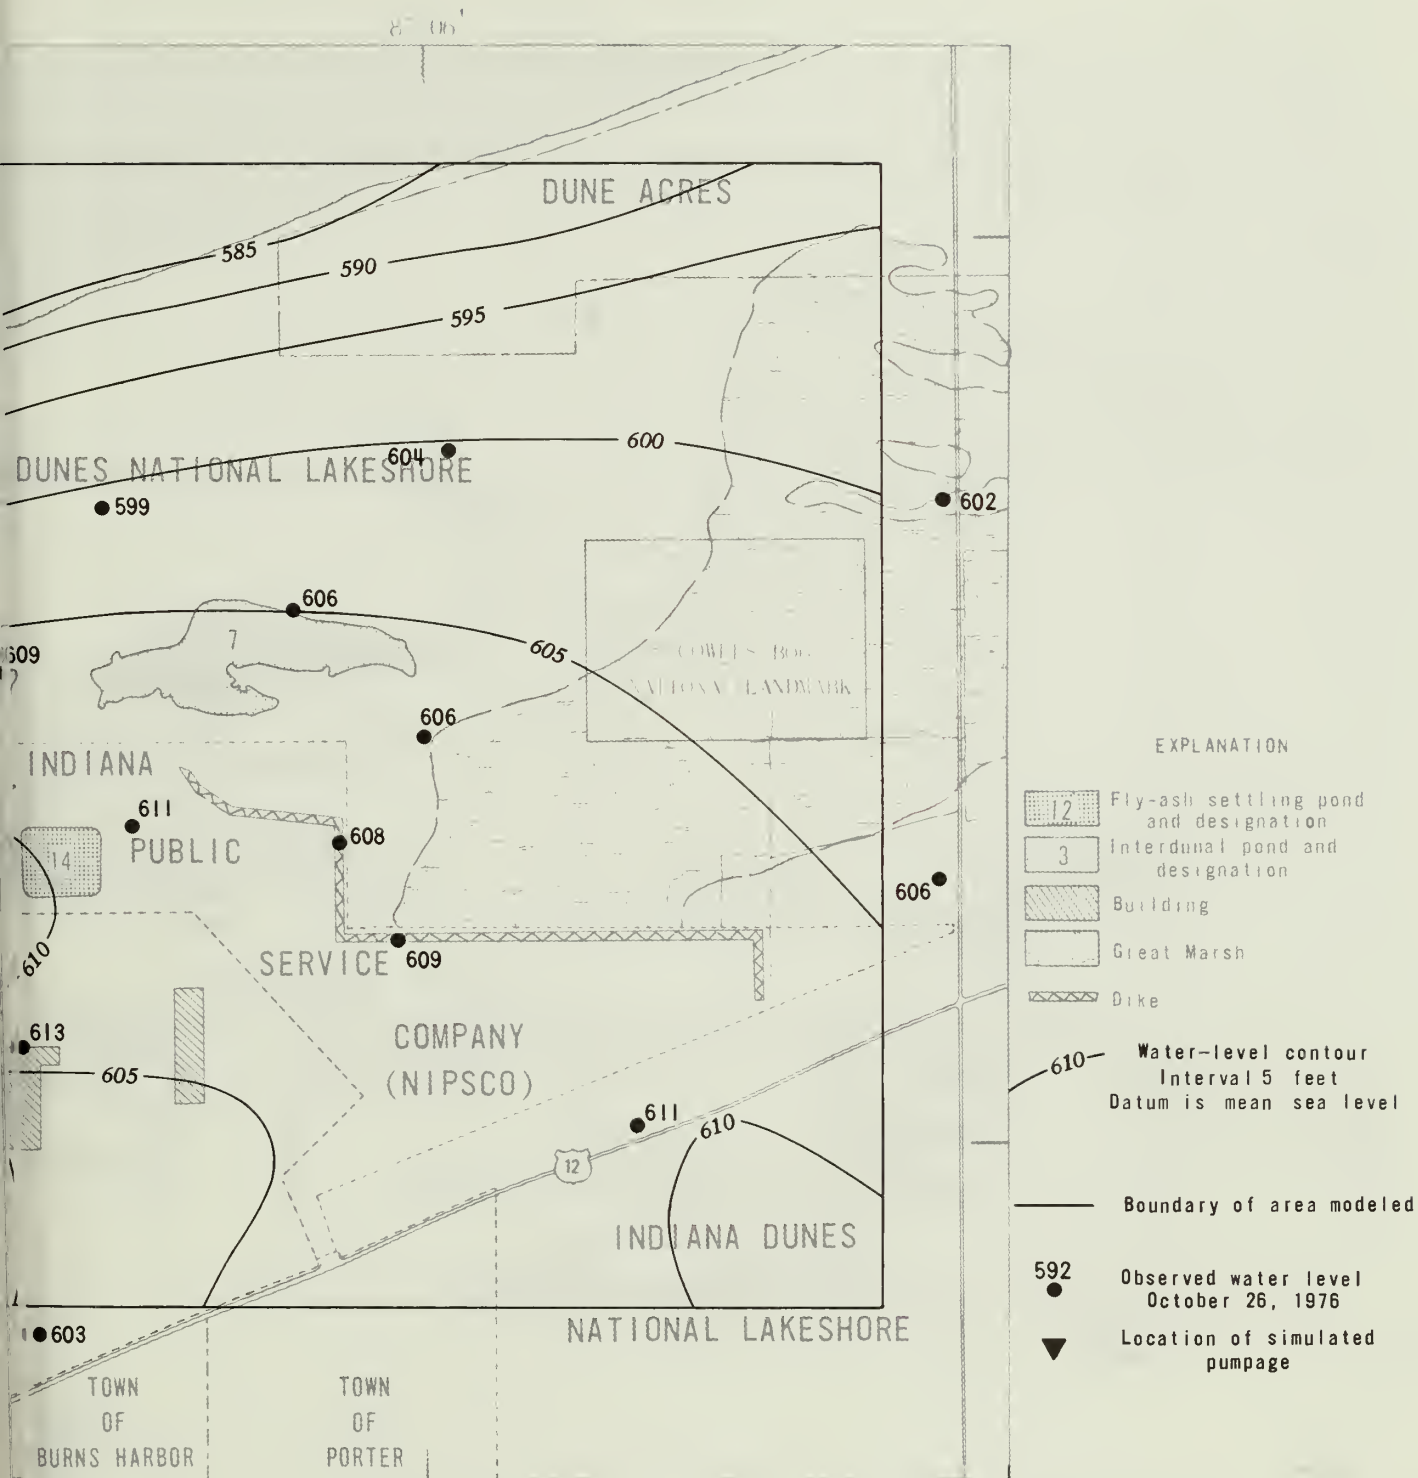 DUNE ACRES
585
590
595
600
604
DUNES NATIONAL LAKESHORE
599
602
606
7
605
609
COWLES BOG
NATIONAL LANDMARK
606
INDIANA
611
PUBLIC
14
608
606
610
SERVICE
609
613
COMPANY
(NIPSCO)
605
611
610
12
INDIANA DUNES
603
NATIONAL LAKESHORE
TOWN
OF
BURNS HARBOR
TOWN
OF
PORTER
EXPLANATION
12
Fly-ash settling pond
and designation
3
Interdunal pond and
designation
Building
Great Marsh
Dike
610
Water-level contour
Interval 5 feet
Datum is mean sea level
Boundary of area modeled
592
Observed water level
October 26, 1976
Location of simulated
pumpage